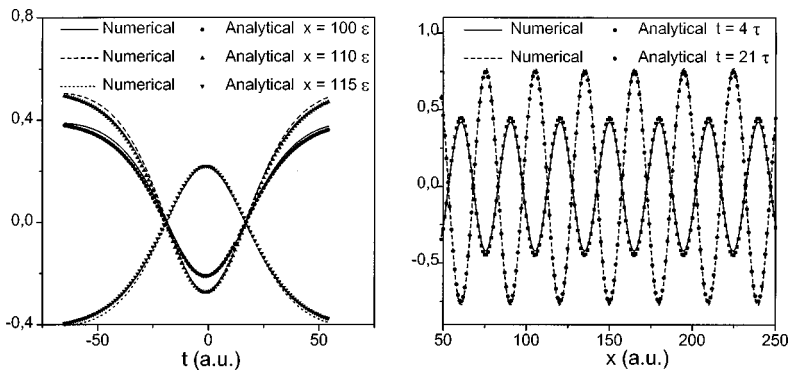 Numerical Analytical x = 100 ε
Numerical Analytical x = 110 ε
Numerical Analytical x = 115 ε
0,8
0,4
0,0
-0,4
-50 0 50
t (a.u.)
Numerical Analytical t = 4 τ
Numerical Analytical t = 21 τ
1,0
0,5
0,0
-0,5
50 100 150 200 250
x (a.u.)